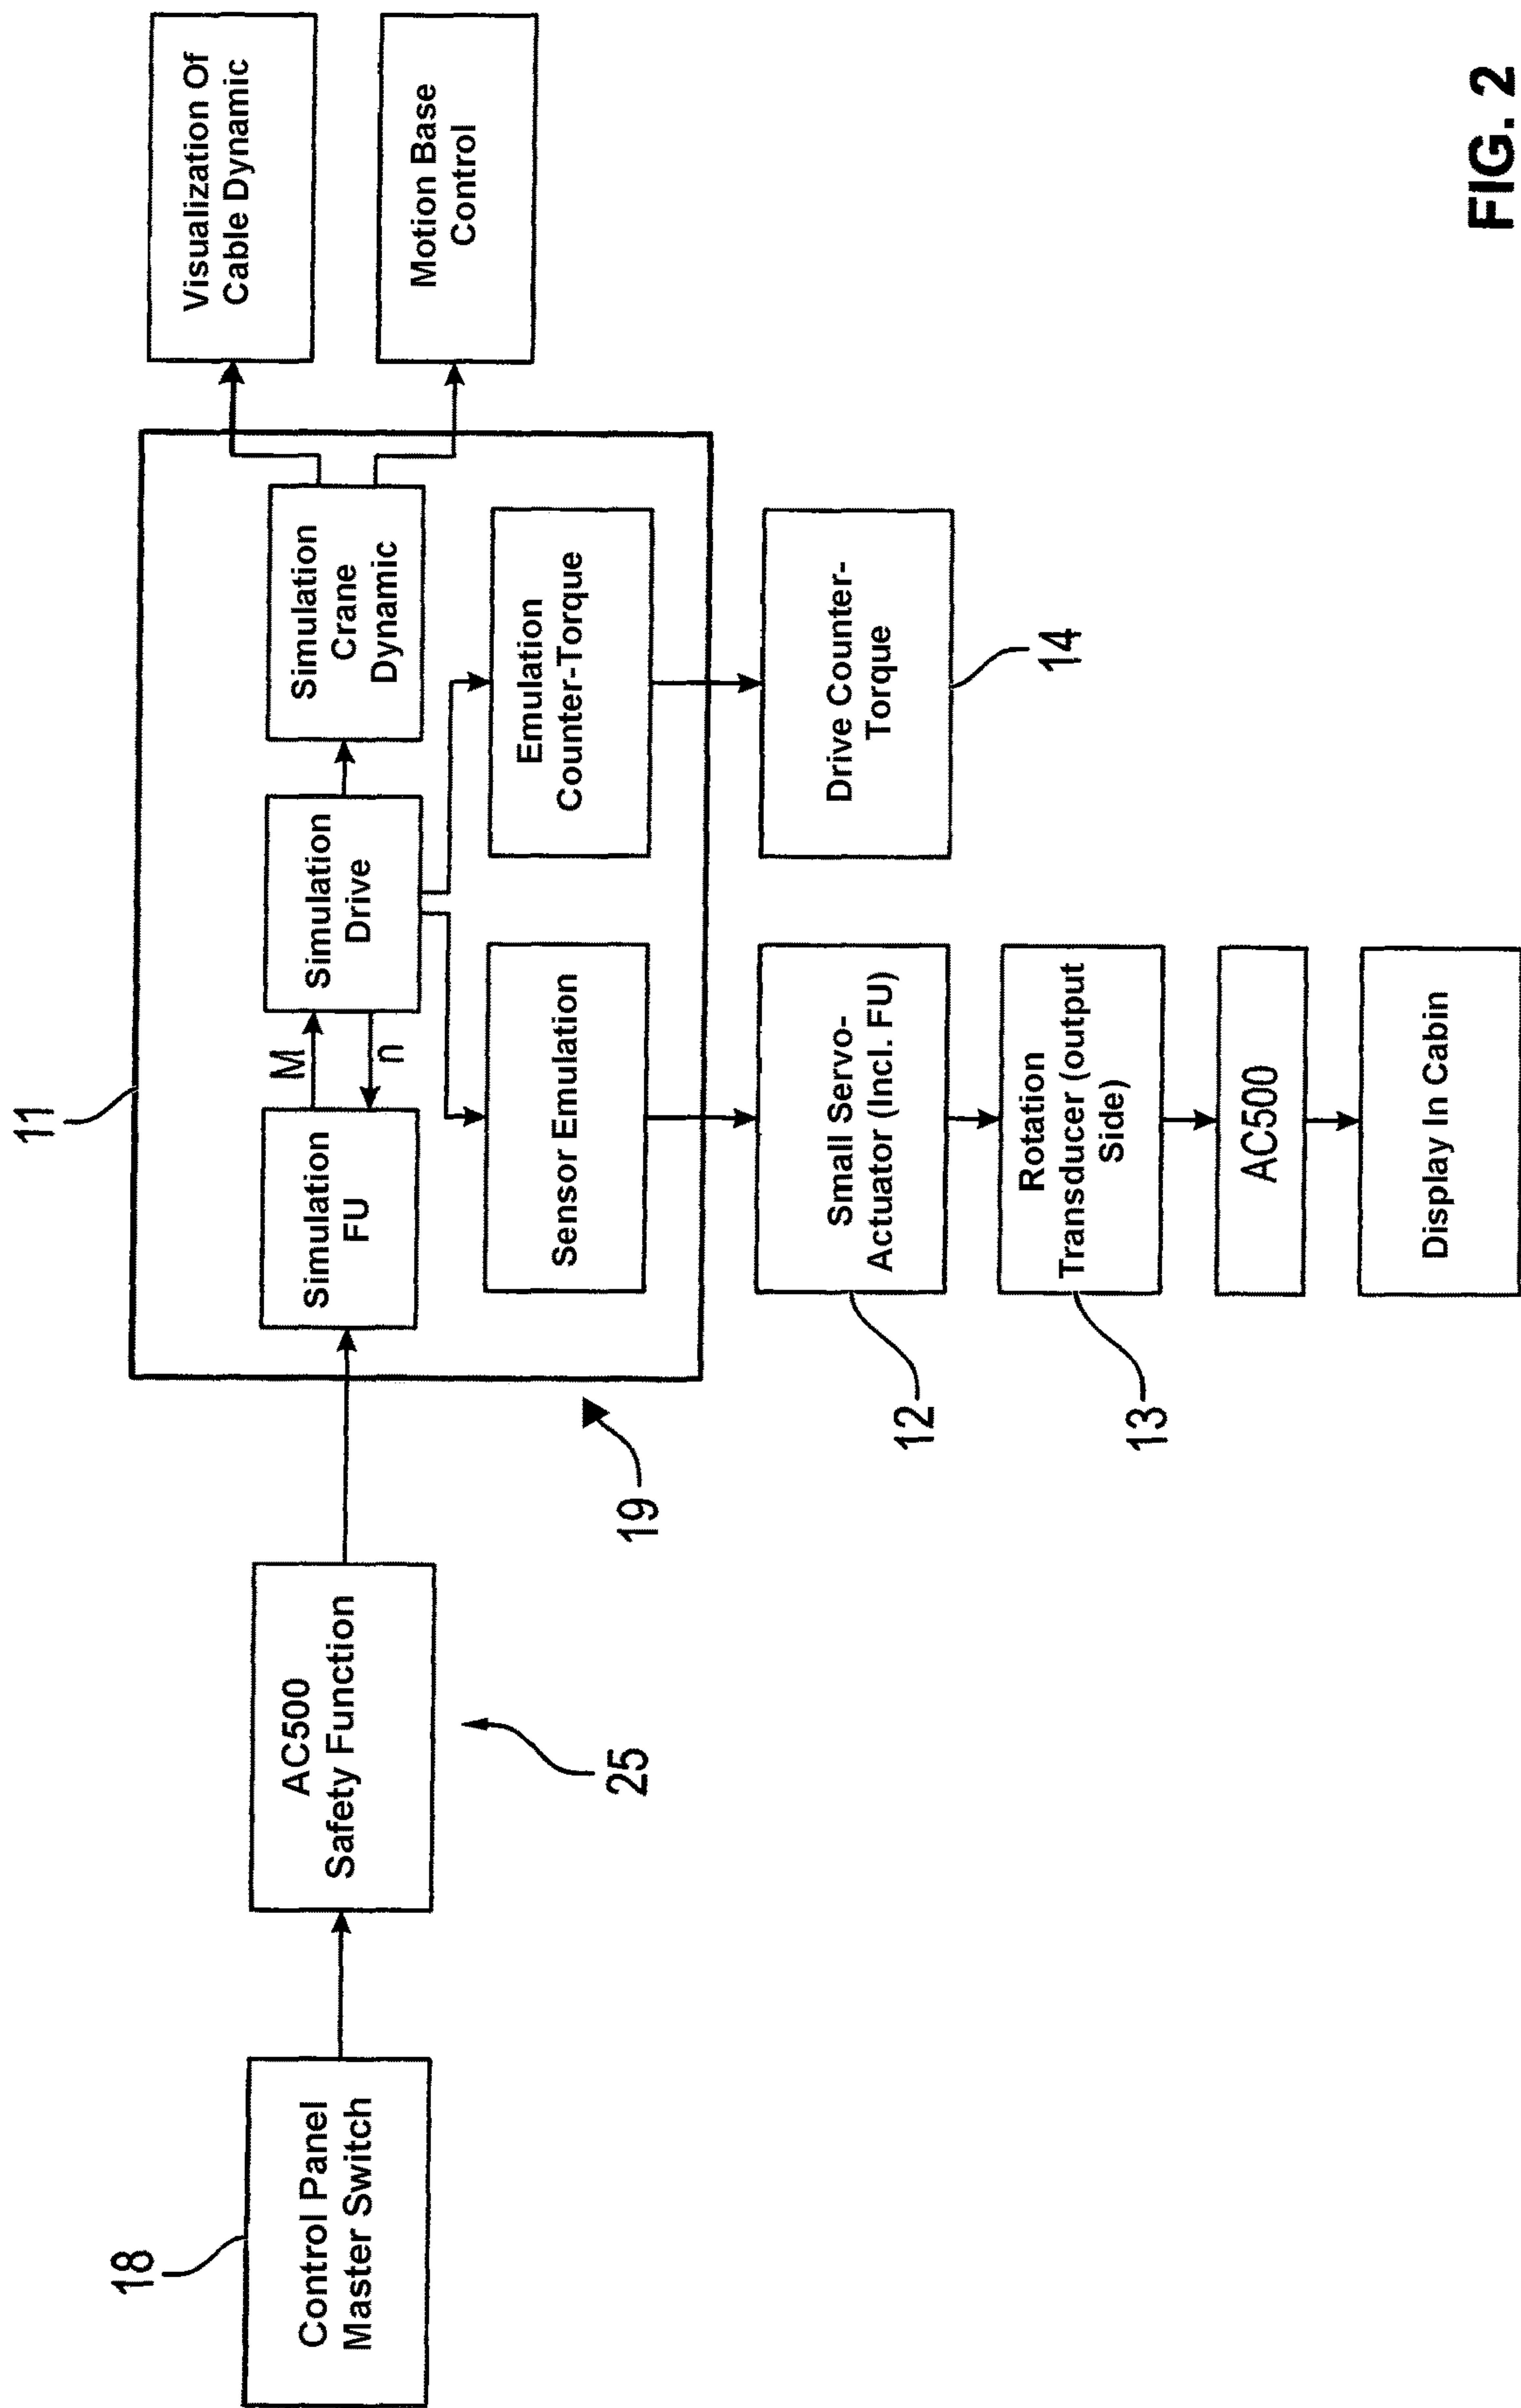 18
Control Panel
Master Switch
AC500
Safety Function
25
19
11
Simulation
FU
M
n
Simulation
Drive
Simulation
Crane
Dynamic
Visualization Of
Cable Dynamic
Motion Base
Control
Sensor Emulation
Emulation
Counter-Torque
12
Small Servo-
Actuator (Incl. FU)
Drive Counter-
Torque
14
13
Rotation
Transducer (output
Side)
AC500
Display In Cabin
FIG. 2